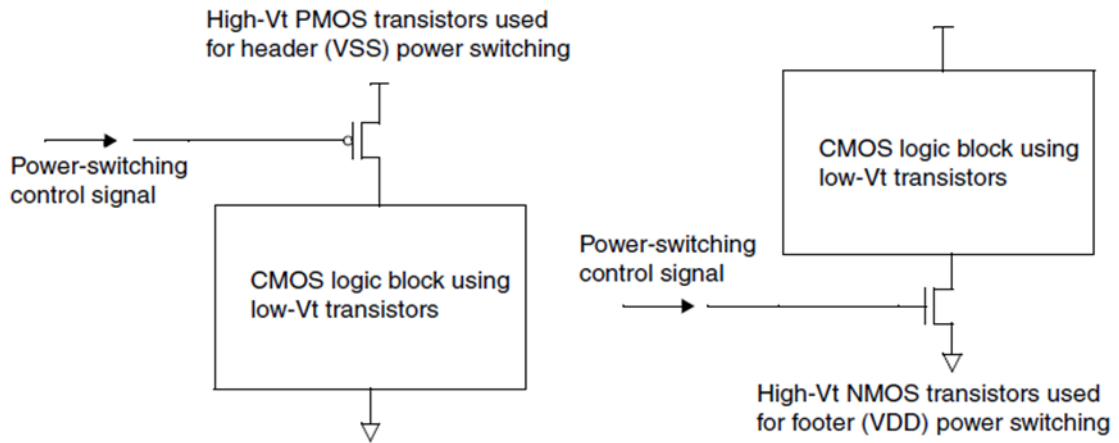 High-Vt PMOS transistors used
for header (VSS) power switching
Power-switching
control signal
CMOS logic block using
low-Vt transistors
CMOS logic block using
low-Vt transistors
Power-switching
control signal
High-Vt NMOS transistors used
for footer (VDD) power switching